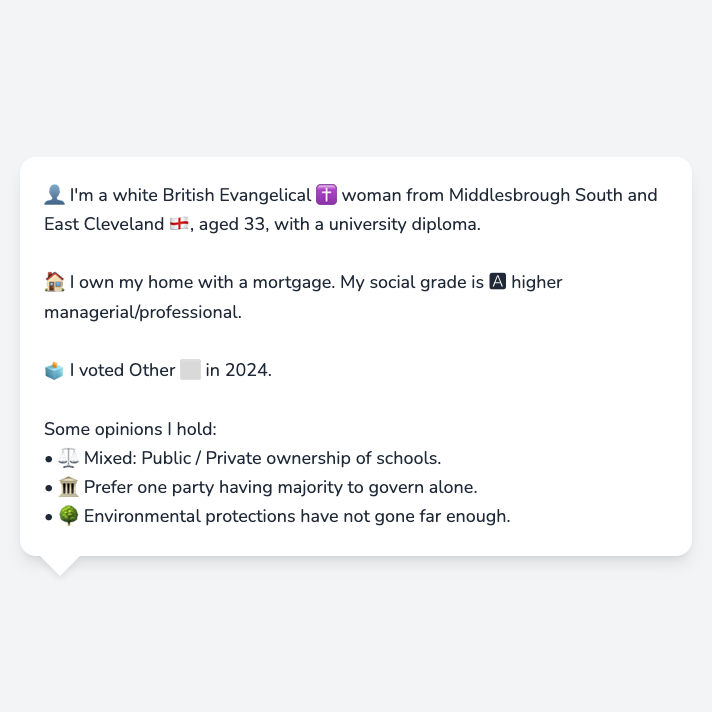 👤 I'm a white British Evangelical ✝️ woman from Middlesbrough South and
East Cleveland 🏴󠁧󠁢󠁥󠁮󠁧󠁿, aged 33, with a university diploma.
🏠 I own my home with a mortgage. My social grade is 🅰 higher
managerial/professional.
🗳️ I voted Other ⬜ in 2024.
Some opinions I hold:
• ⚖️ Mixed: Public / Private ownership of schools.
• 🏛️ Prefer one party having majority to govern alone.
• 🌳 Environmental protections have not gone far enough.